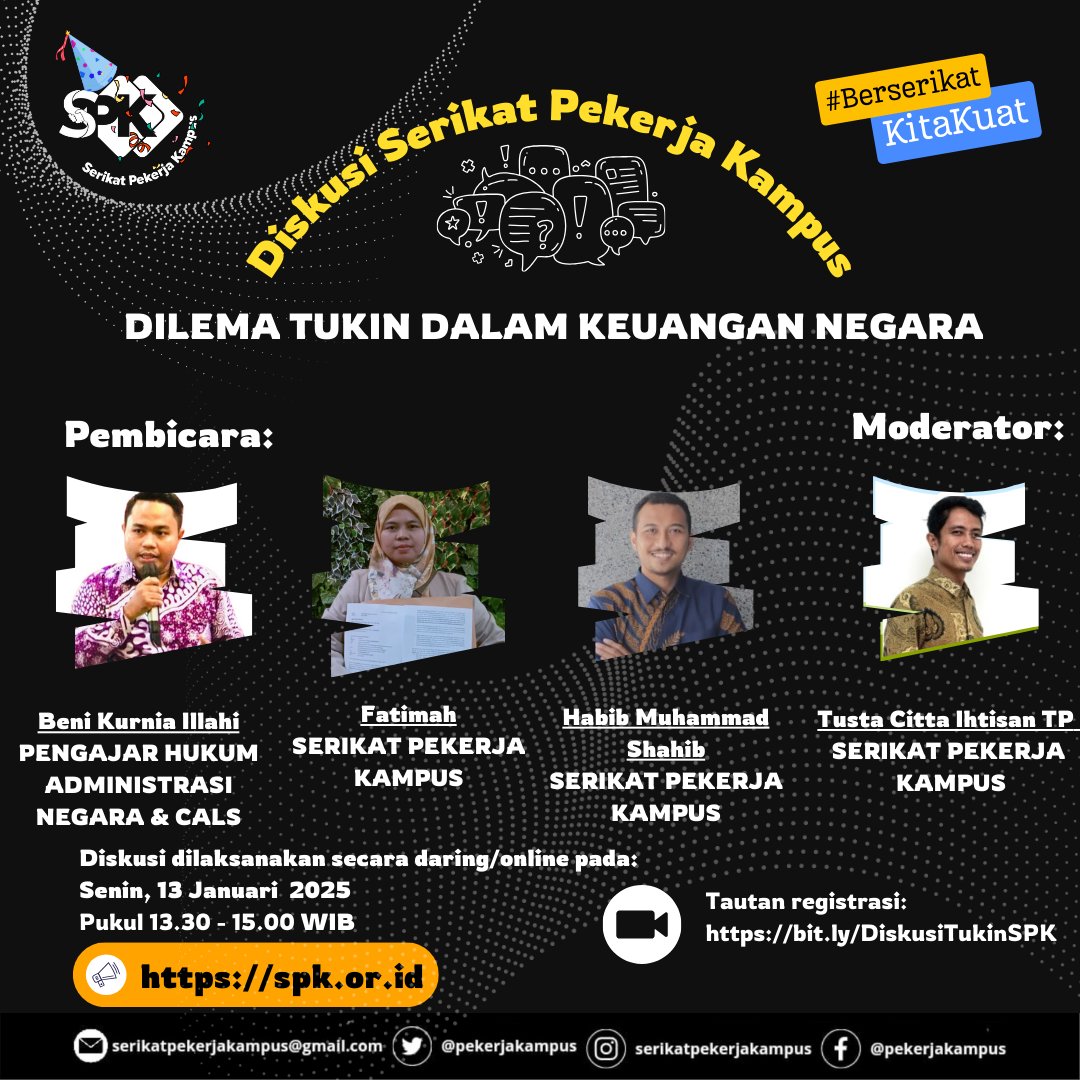 SPK
Serikat Pekerja Kampus
#Berserikat
KitaKuat
Diskusi Serikat Pekerja Kampus
DILEMA TUKIN DALAM KEUANGAN NEGARA
Pembicara:
Moderator:
Beni Kurnia Illahi
PENGAJAR HUKUM
ADMINISTRASI
NEGARA & CALS
Fatimah
SERIKAT PEKERJA
KAMPUS
Habib Muhammad
Shahib
SERIKAT PEKERJA
KAMPUS
Tusta Citta Ihtisan TP
SERIKAT PEKERJA
KAMPUS
Diskusi dilaksanakan secara daring/online pada:
Senin, 13 Januari 2025
Pukul 13.30 - 15.00 WIB
Tautan registrasi:
https://bit.ly/DiskusiTukinSPK
https://spk.or.id
serikatpekerjakampus@gmail.com
@pekerjakampus
serikatpekerjakampus
@pekerjakampus